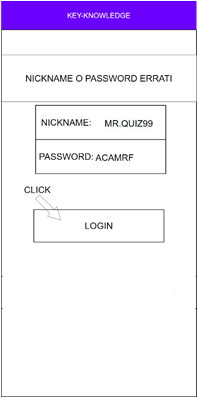 KEY-KNOWLEDGE
NICKNAME O PASSWORD ERRATI
NICKNAME: MR.QUIZ99
PASSWORD: ACAMRF
CLICK
LOGIN